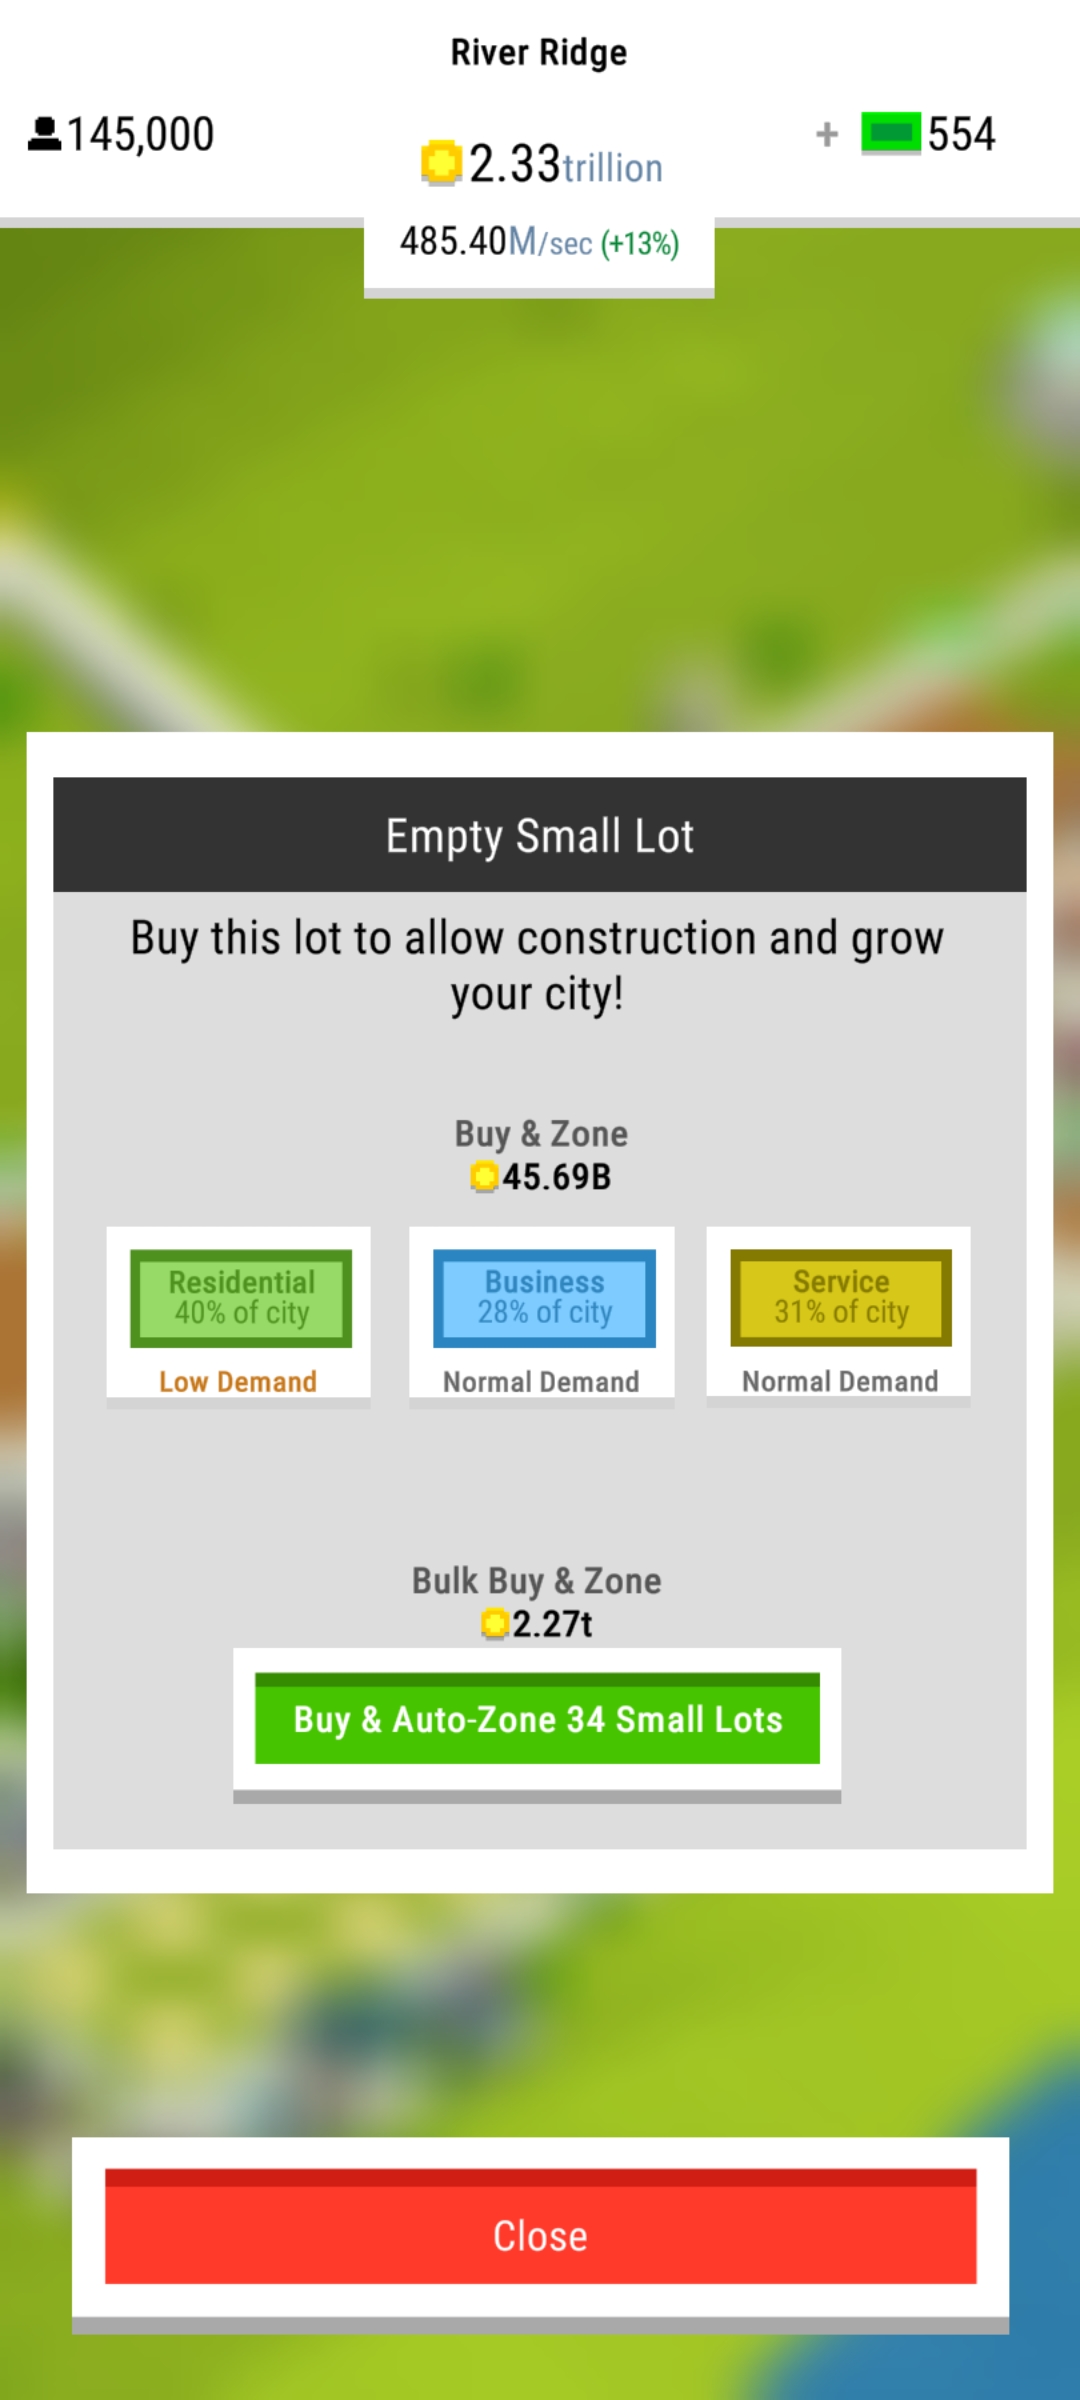 River Ridge
145,000
2.33trillion
+ 554
485.40M/sec (+13%)
Empty Small Lot
Buy this lot to allow construction and grow
your city!
Buy & Zone
45.69B
Residential
40% of city
Low Demand
Business
28% of city
Normal Demand
Service
31% of city
Normal Demand
Bulk Buy & Zone
2.27t
Buy & Auto-Zone 34 Small Lots
Close